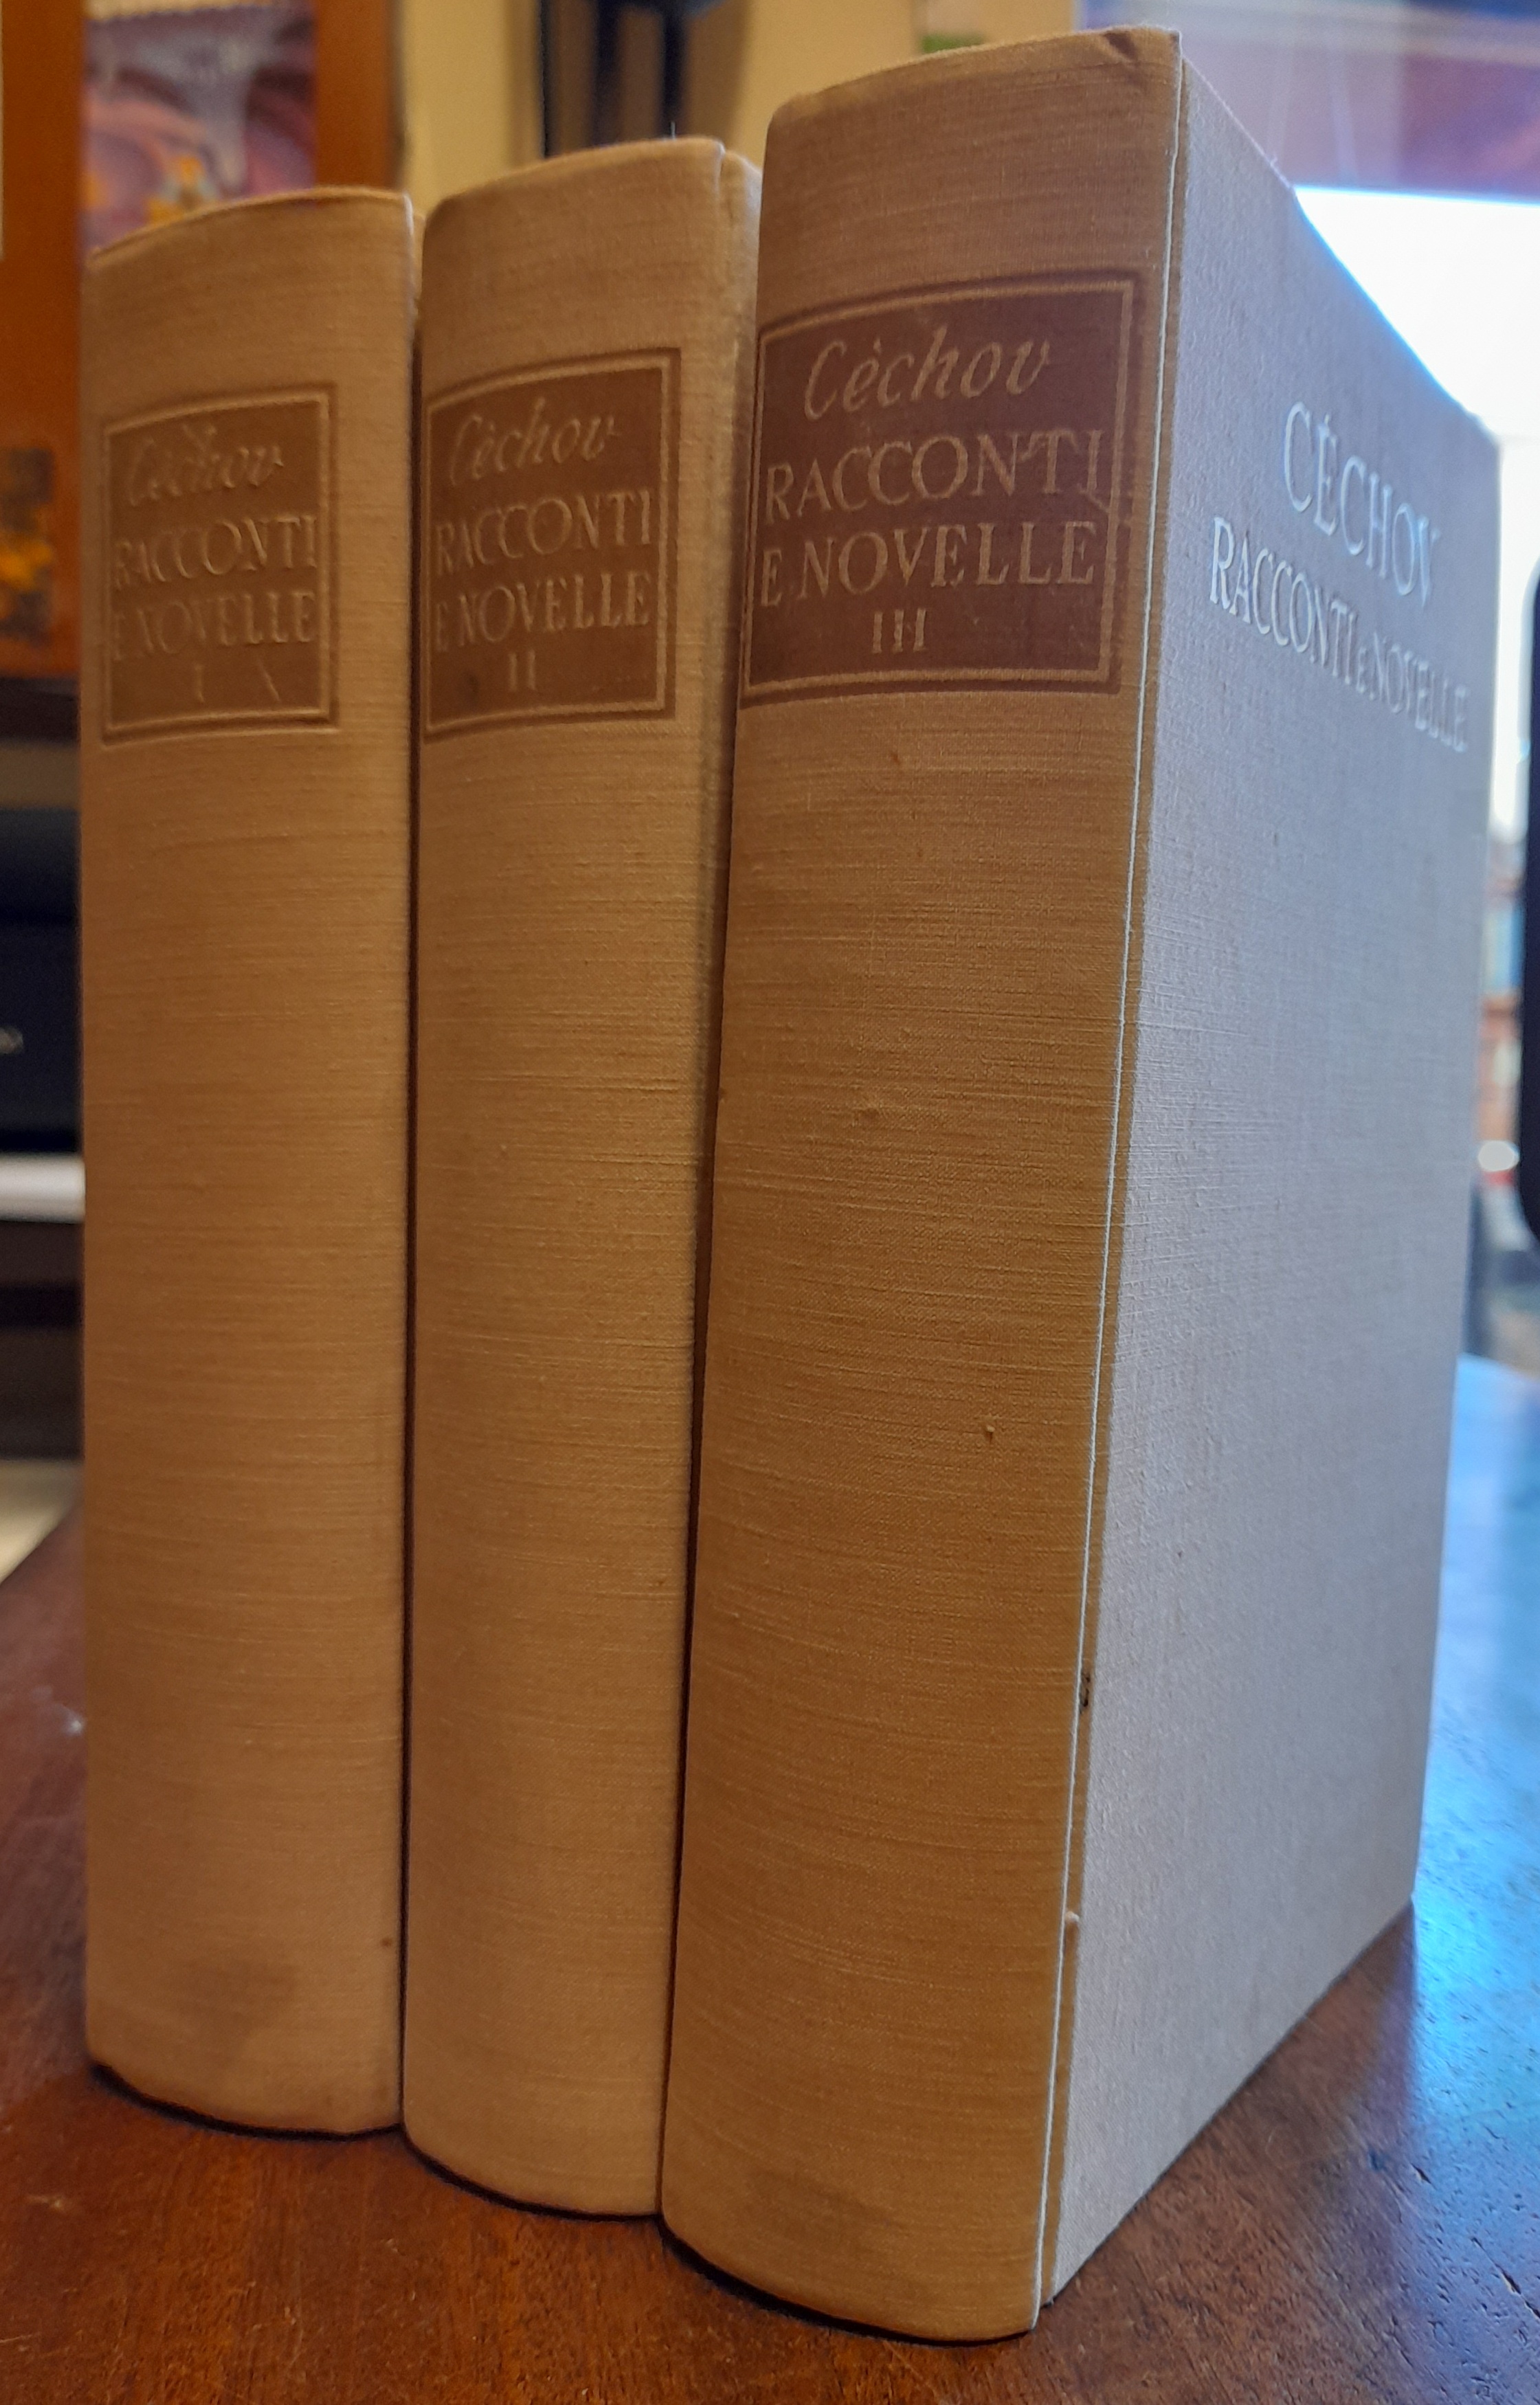 Cèchov
RACCONTI
E NOVELLE
I
Cèchov
RACCONTI
E NOVELLE
II
Cèchov
RACCONTI
E NOVELLE
III
CÈCHOV
RACCONTI E NOVELLE